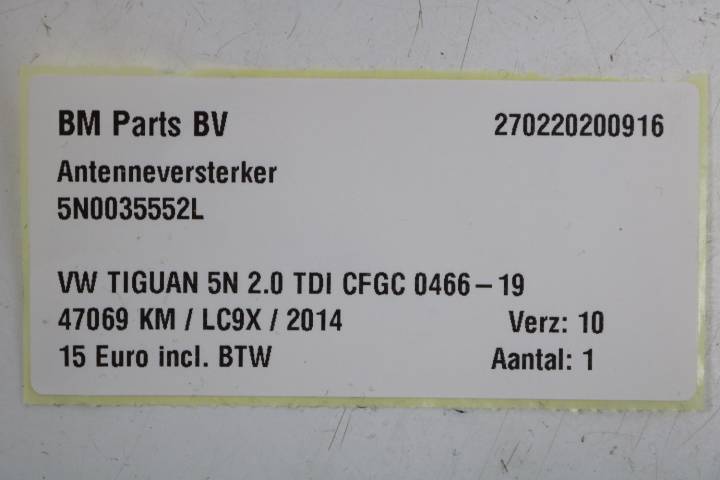 BM Parts BV 270220200916
Antenneversterker
5N0035552L
VW TIGUAN 5N 2.0 TDI CFGC 0466-19
47069 KM / LC9X / 2014 Verz: 10
15 Euro incl. BTW Aantal: 1